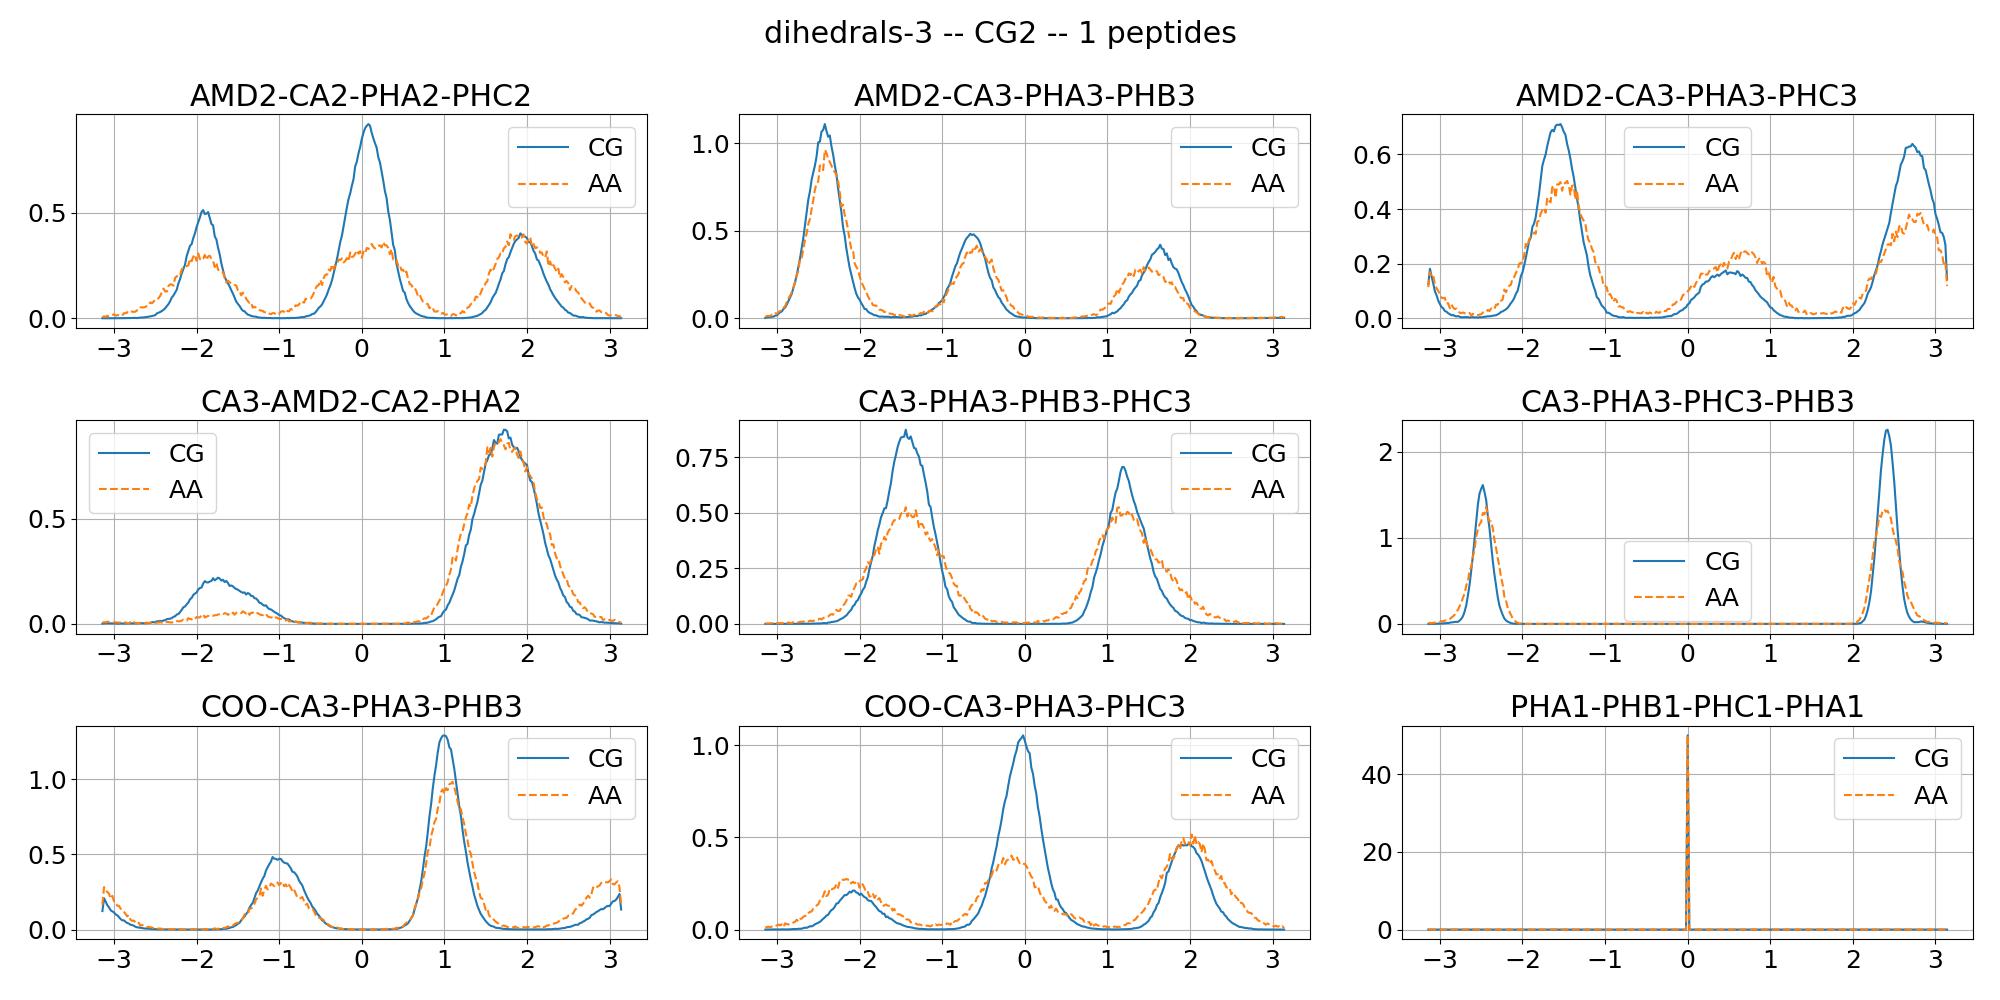 dihedrals-3 -- CG2 -- 1 peptides
AMD2-CA2-PHA2-PHC2
0.5
0.0
−3 −2 −1 0 1 2 3
CG
AA
AMD2-CA3-PHA3-PHB3
1.0
0.5
0.0
−3 −2 −1 0 1 2 3
CG
AA
AMD2-CA3-PHA3-PHC3
0.6
0.4
0.2
0.0
−3 −2 −1 0 1 2 3
CG
AA
CA3-AMD2-CA2-PHA2
0.5
0.0
−3 −2 −1 0 1 2 3
CG
AA
CA3-PHA3-PHB3-PHC3
0.75
0.50
0.25
0.00
−3 −2 −1 0 1 2 3
CG
AA
CA3-PHA3-PHC3-PHB3
2
1
0
−3 −2 −1 0 1 2 3
CG
AA
COO-CA3-PHA3-PHB3
1.0
0.5
0.0
−3 −2 −1 0 1 2 3
CG
AA
COO-CA3-PHA3-PHC3
1.0
0.5
0.0
−3 −2 −1 0 1 2 3
CG
AA
PHA1-PHB1-PHC1-PHA1
40
20
0
−3 −2 −1 0 1 2 3
CG
AA